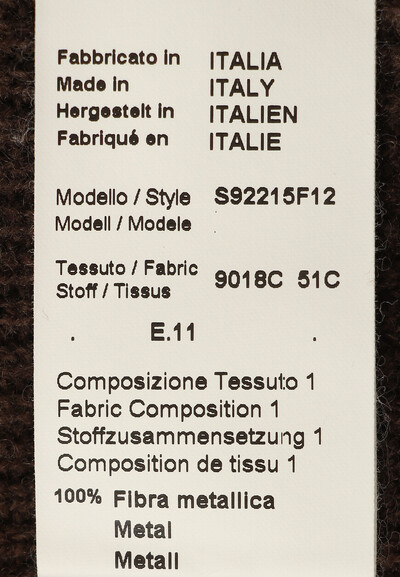 Fabbricato in ITALIA
Made in ITALY
Hergestelt in ITALIEN
Fabriqué en ITALIE
Modello / Style S92215F12
Modell / Modele
Tessuto / Fabric 9018C 51C
Stoff / Tissus
. E.11 .
Composizione Tessuto 1
Fabric Composition 1
Stoffzusammensetzung 1
Composition de tissu 1
100% Fibra metallica
Metal
Metall